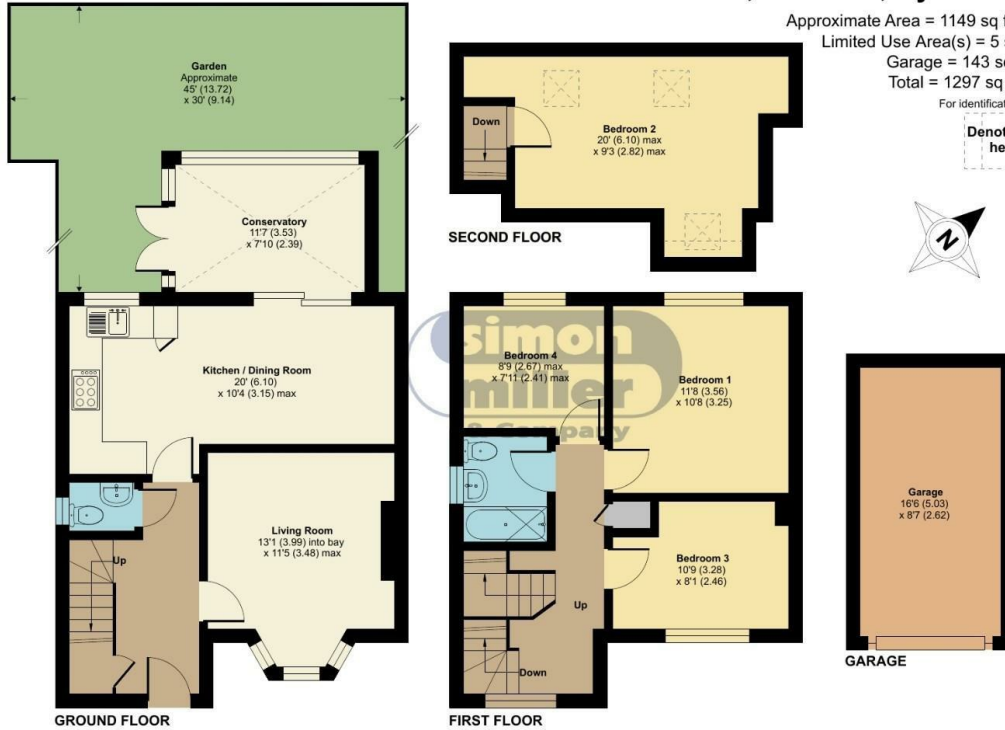 Approximate Area = 1149 sq f
Limited Use Area(s) = 5 s
Garage = 143 sq
Total = 1297 sq
For identificat
Denot
he
N
Garden
Approximate
45' (13.72)
x 30' (9.14)
Conservatory
11'7 (3.53)
x 7'10 (2.39)
Kitchen / Dining Room
20' (6.10)
x 10'4 (3.15) max
Living Room
13'1 (3.99) into bay
x 11'5 (3.48) max
Up
GROUND FLOOR
Down
Bedroom 2
20' (6.10) max
x 9'3 (2.82) max
SECOND FLOOR
simon
miller
& Company
Bedroom 4
8'9 (2.67) max
x 7'11 (2.41) max
Bedroom 1
11'8 (3.56)
x 10'8 (3.25)
Bedroom 3
10'9 (3.28)
x 8'1 (2.46)
Up
Down
FIRST FLOOR
Garage
16'6 (5.03)
x 8'7 (2.62)
GARAGE